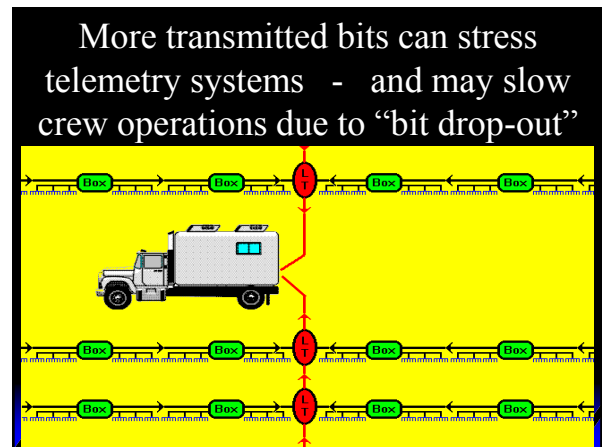 More transmitted bits can stress
telemetry systems - and may slow
crew operations due to “bit drop-out”
Box Box L T Box Box
Box Box L T Box Box
Box Box L T Box Box